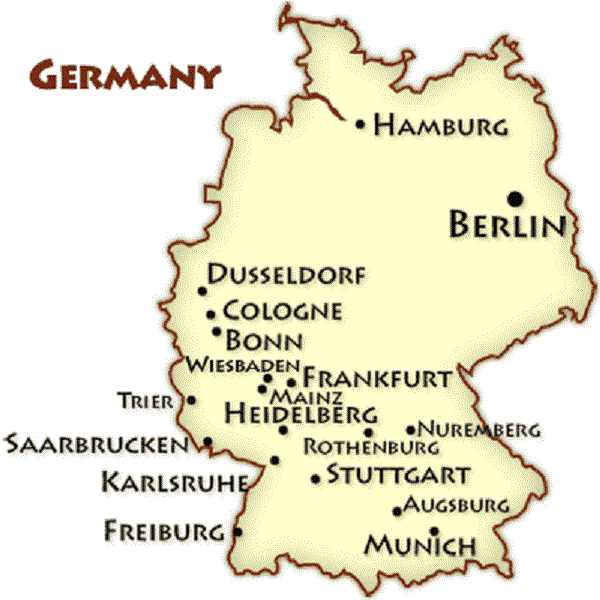 GERMANY
HAMBURG
BERLIN
DUSSELDORF
COLOGNE
BONN
WIESBADEN
FRANKFURT
MAINZ
TRIER
HEIDELBERG
NUREMBERG
SAARBRUCKEN
ROTHENBURG
KARLSRUHE
STUTTGART
AUGSBURG
FREIBURG
MUNICH